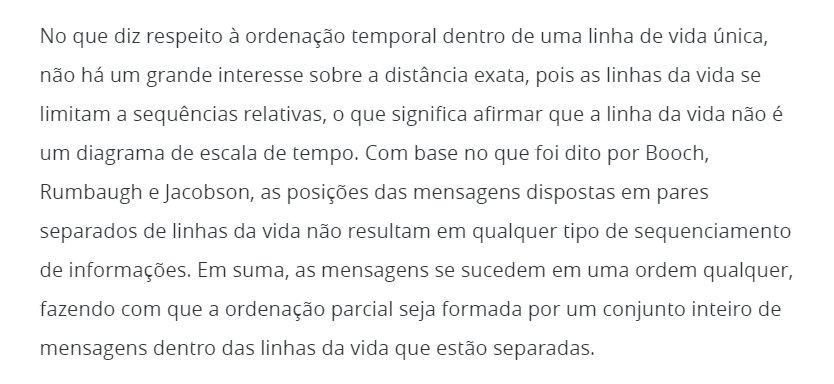 No que diz respeito à ordenação temporal dentro de uma linha de vida única,
não há um grande interesse sobre a distância exata, pois as linhas da vida se
limitam a sequências relativas, o que significa afirmar que a linha da vida não é
um diagrama de escala de tempo. Com base no que foi dito por Booch,
Rumbaugh e Jacobson, as posições das mensagens dispostas em pares
separados de linhas da vida não resultam em qualquer tipo de sequenciamento
de informações. Em suma, as mensagens se sucedem em uma ordem qualquer,
fazendo com que a ordenação parcial seja formada por um conjunto inteiro de
mensagens dentro das linhas da vida que estão separadas.